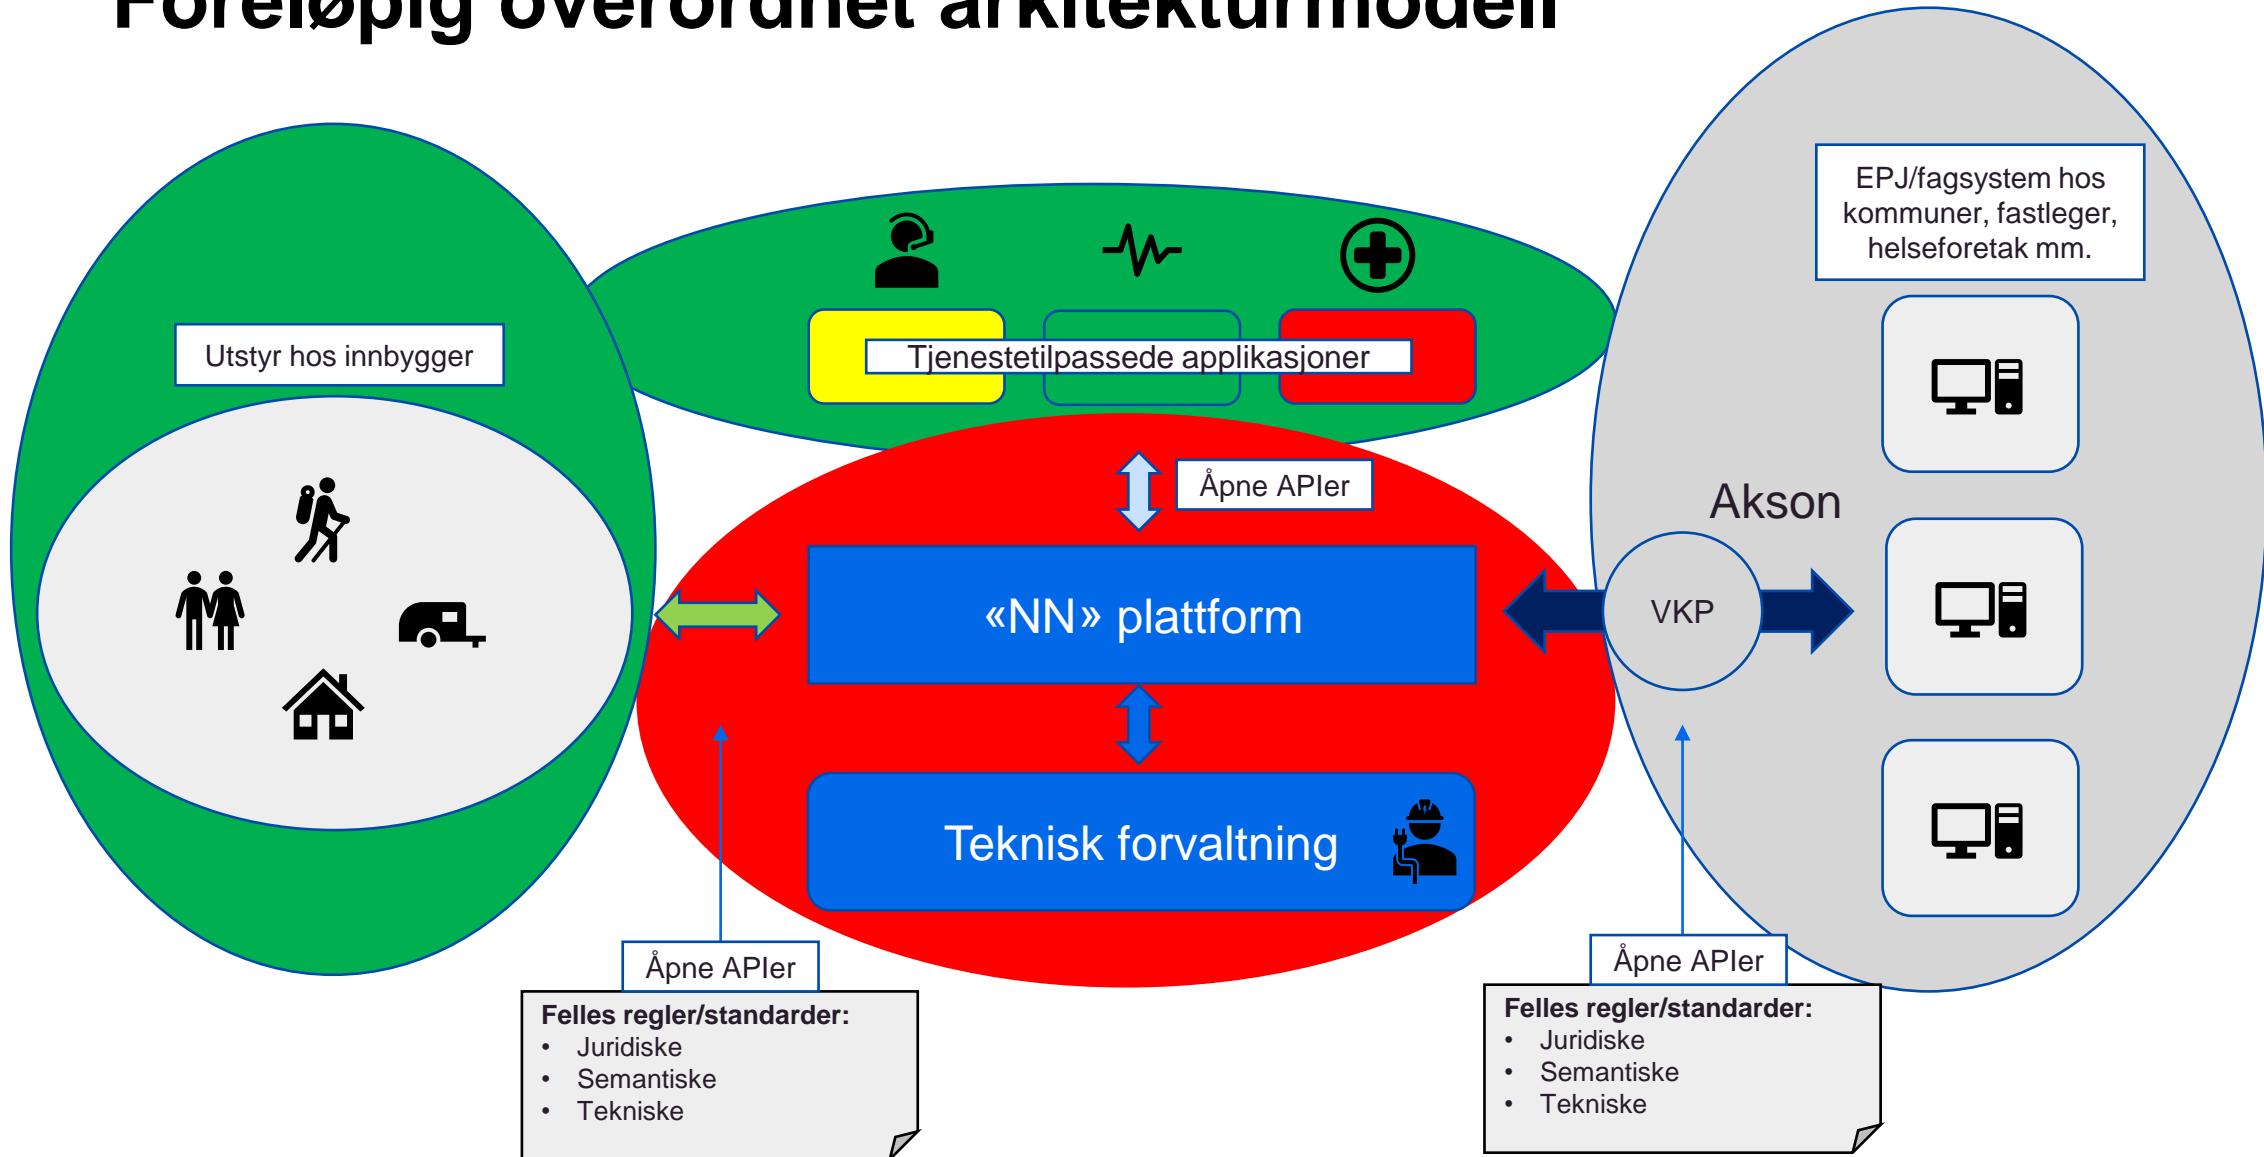 Foreløpig overordnet arkitekturmodell
EPJ/fagsystem hos
kommuner, fastleger,
helseforetak mm.
Utstyr hos innbygger
Tjenestetilpassede applikasjoner
Åpne APIer
Akson
«NN» plattform
VKP
Teknisk forvaltning
Åpne APIer
Felles regler/standarder:
• Juridiske
• Semantiske
• Tekniske
Åpne APIer
Felles regler/standarder:
• Juridiske
• Semantiske
• Tekniske